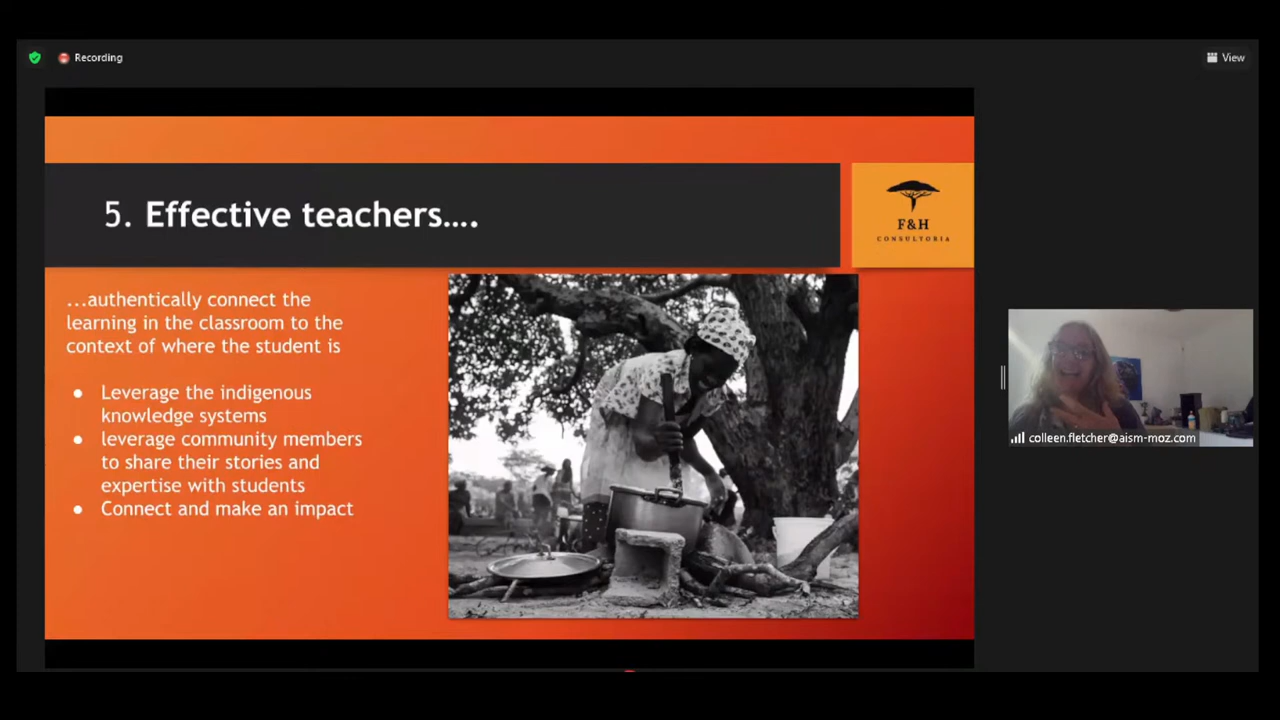 Recording
View
5. Effective teachers....
F&H
CONSULTORIA
...authentically connect the
learning in the classroom to the
context of where the student is
● Leverage the indigenous
knowledge systems
● leverage community members
to share their stories and
expertise with students
● Connect and make an impact
colleen.fletcher@aism-moz.com